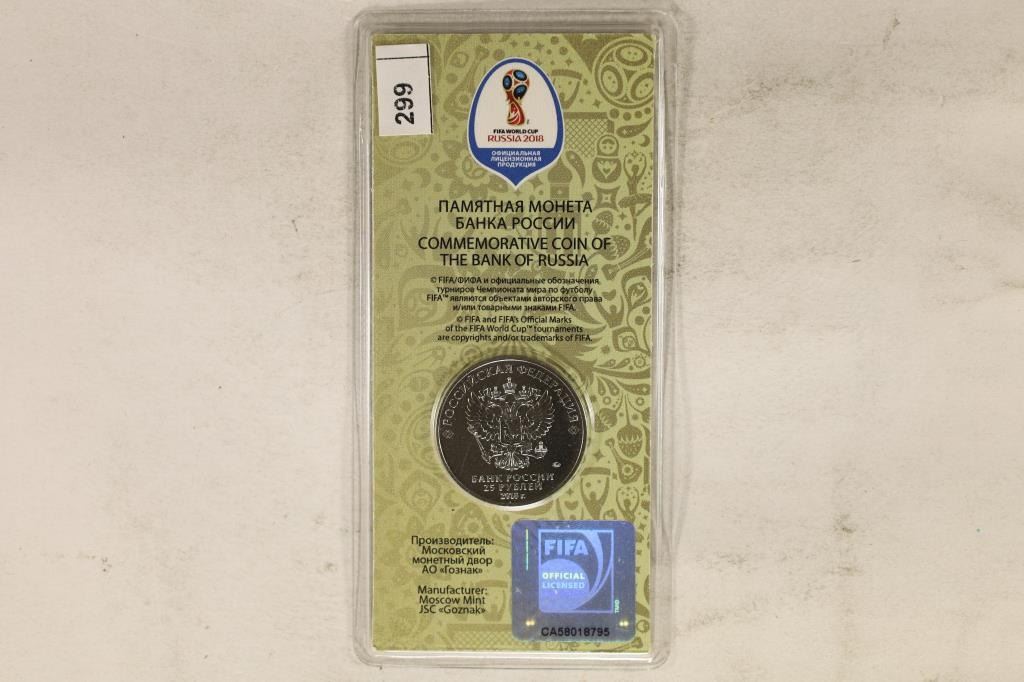 299
FIFA WORLD CUP
RUSSIA 2018
ОФИЦИАЛЬНАЯ
ЛИЦЕНЗИОННАЯ
ПРОДУКЦИЯ
ПАМЯТНАЯ МОНЕТА
БАНКА РОССИИ
COMMEMORATIVE COIN OF
THE BANK OF RUSSIA
© FIFA/ФИФА и официальные обозначения
турниров Чемпионата мира по футболу
FIFA™ являются объектами авторского права
и/или товарными знаками FIFA.
© FIFA and FIFA's Official Marks
of the FIFA World Cup™ tournaments
are copyrights and/or trademarks of FIFA.
РОССИЙСКАЯ ФЕДЕРАЦИЯ
БАНК РОССИИ
25 РУБЛЕЙ
2018 г.
Производитель:
Московский
монетный двор
АО «Гознак»
Manufacturer:
Moscow Mint
JSC «Goznak»
FIFA
OFFICIAL
LICENSED
CA58018795